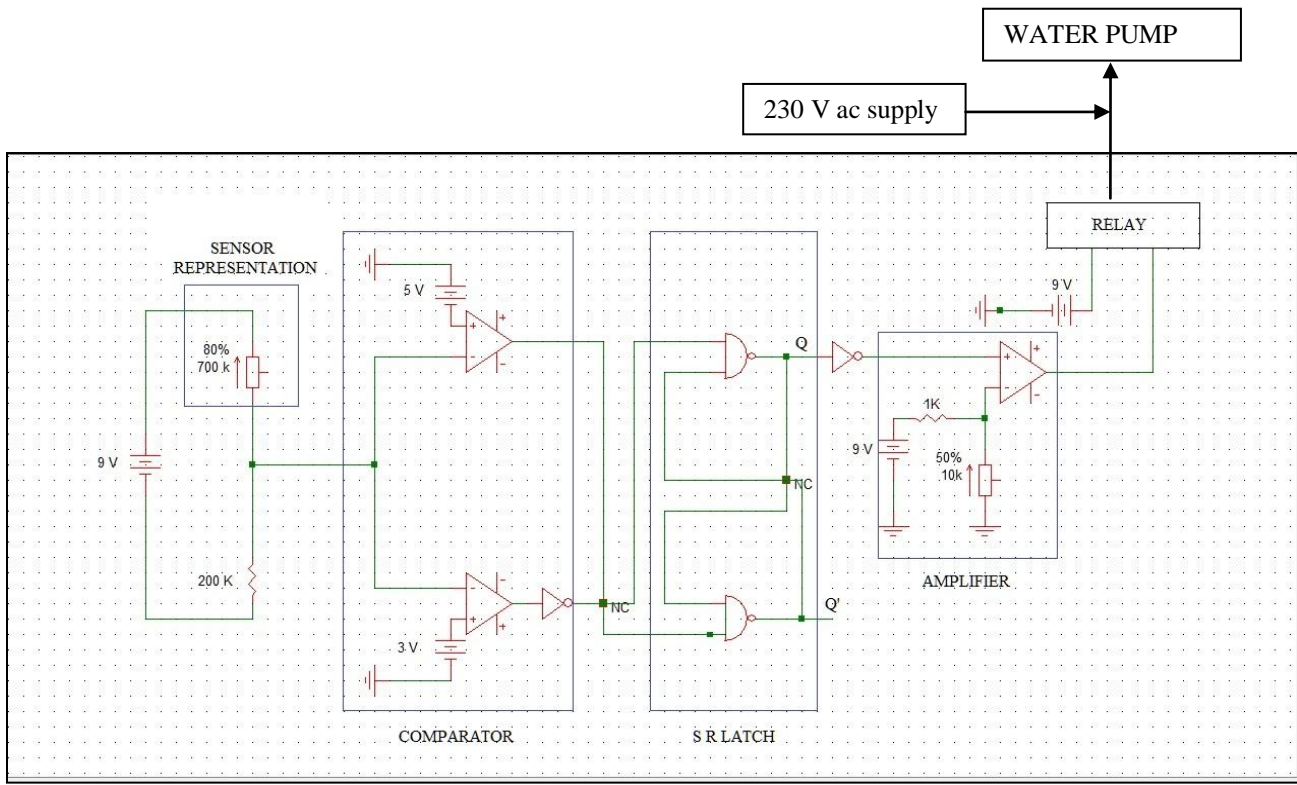 WATER PUMP
230 V ac supply
RELAY
SENSOR
REPRESENTATION
5 V
9 V
80%
700 k
Q
1K
9 V
9 V
50%
10k
NC
200 K
AMPLIFIER
NC
Q'
3 V
COMPARATOR
S R LATCH